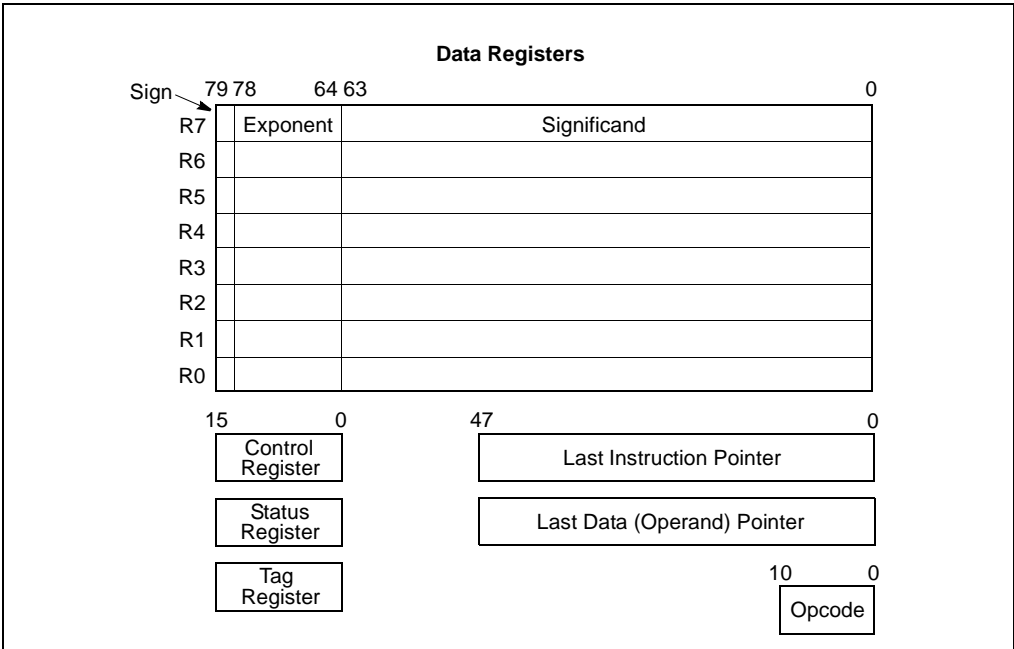 Data Registers
Sign 79 78 64 63 0
R7 Exponent Significand
R6
R5
R4
R3
R2
R1
R0
15 0 47 0
Control
Register
Last Instruction Pointer
Status
Register
Last Data (Operand) Pointer
10 0
Tag
Register
Opcode